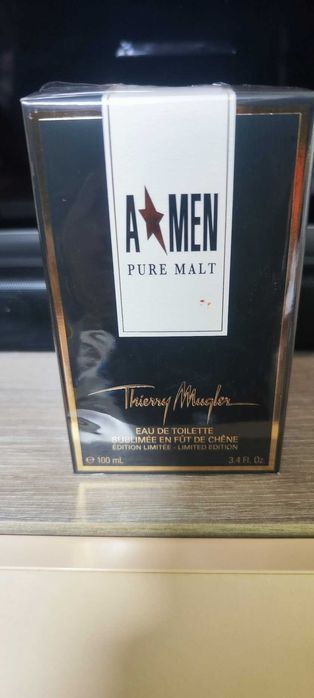 A★MEN
PURE MALT
Thierry Mugler
EAU DE TOILETTE
SUBLIMÉE EN FÛT DE CHÊNE
ÉDITION LIMITÉE - LIMITED EDITION
℮ 100 mL 3.4 Fl. Oz.